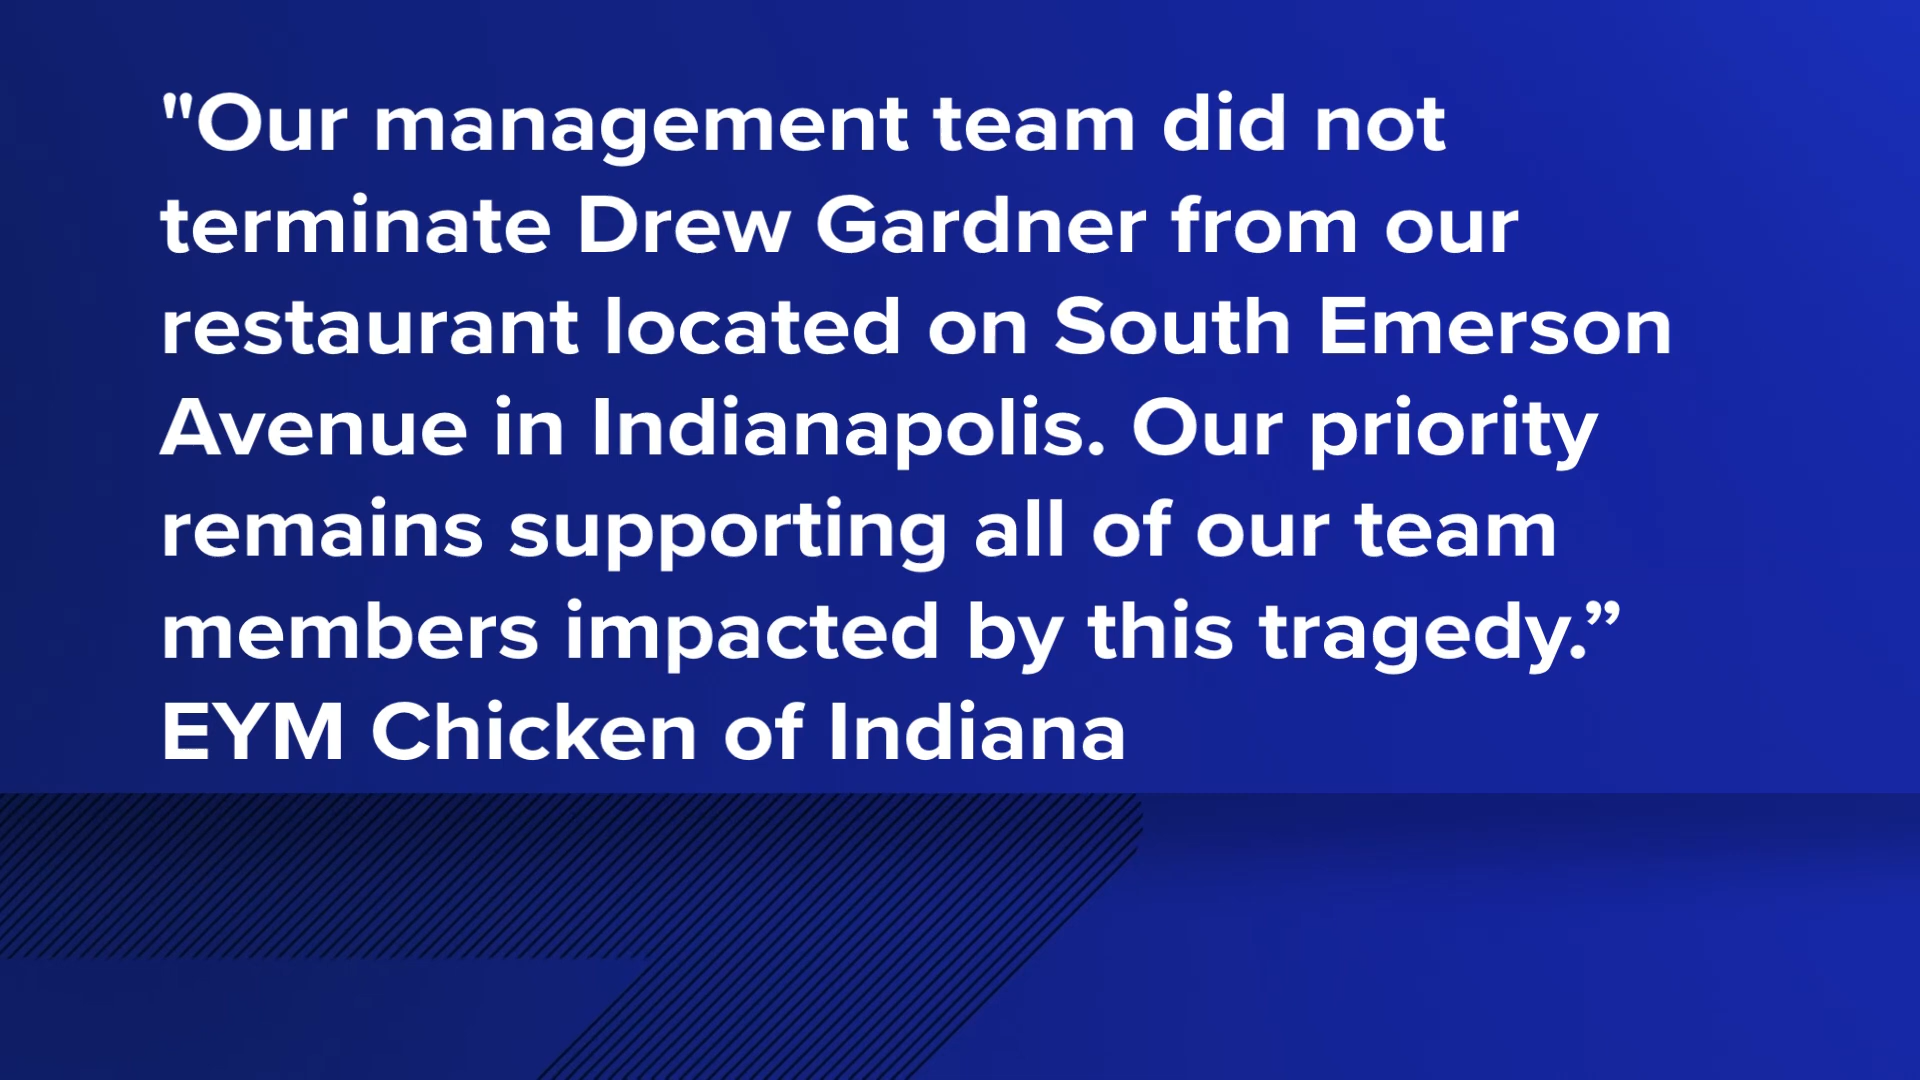 "Our management team did not
terminate Drew Gardner from our
restaurant located on South Emerson
Avenue in Indianapolis. Our priority
remains supporting all of our team
members impacted by this tragedy.”
EYM Chicken of Indiana